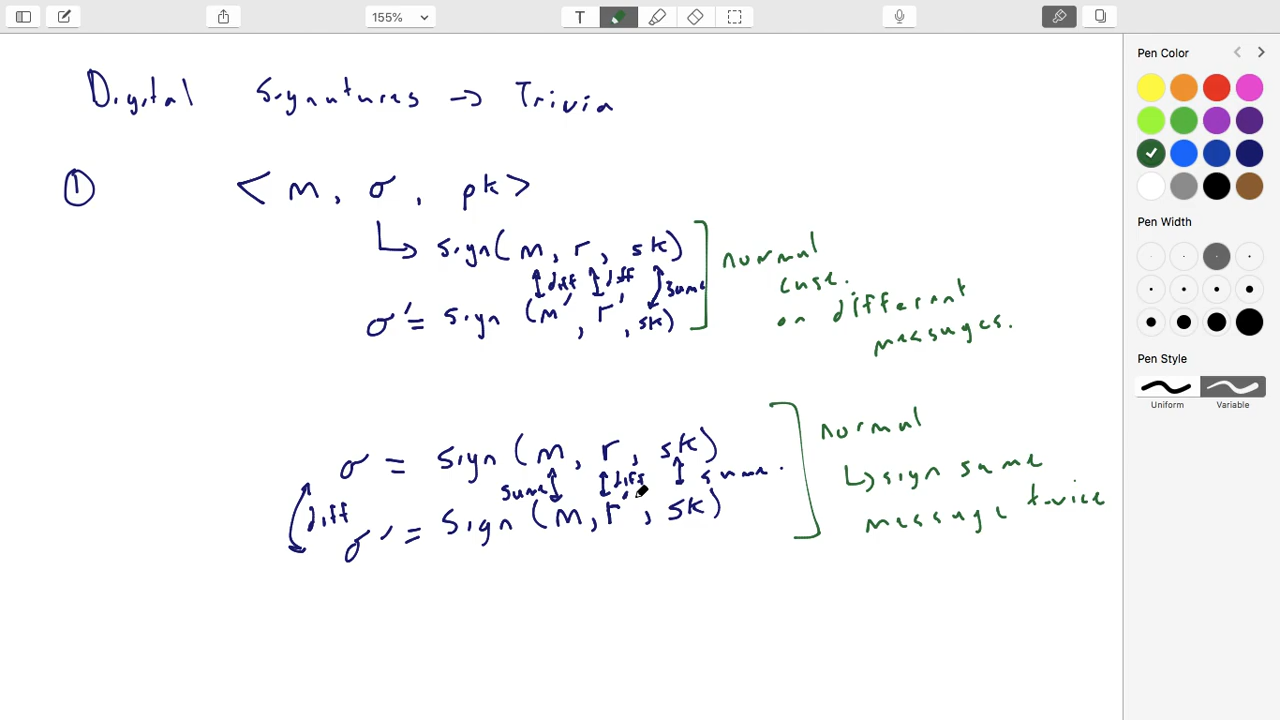 155%
T
Pen Color
Digital Signatures → Trivia
① < m, σ, pk>
↳ sign(m, r, sk)
diff diff same
σ' = sign (m', r', sk)
normal
case.
on different
messages.
Pen Width
Pen Style
Uniform Variable
σ = sign (m, r, sk)
same diff same.
diff
σ' = sign (m, r', sk)
normal
↳ sign same
message twice